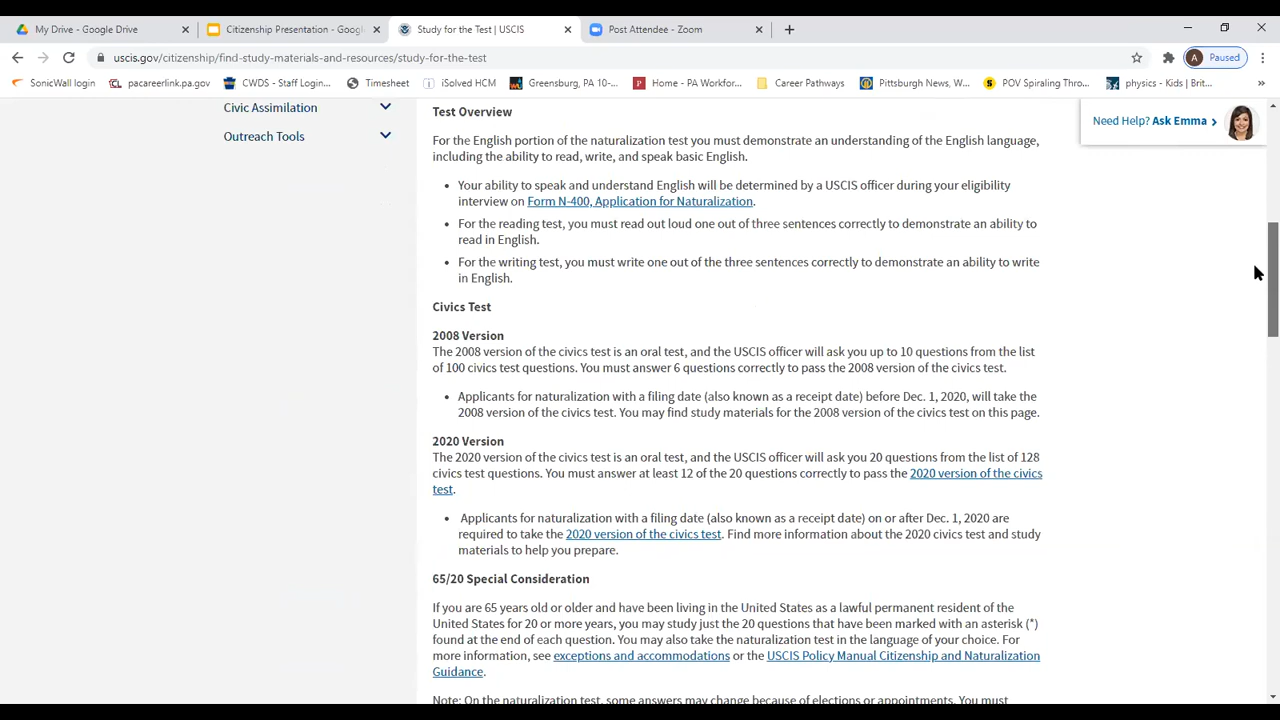 My Drive - Google Drive
Citizenship Presentation - Googl
Study for the Test | USCIS
Post Attendee - Zoom
uscis.gov/citizenship/find-study-materials-and-resources/study-for-the-test
A Paused
SonicWall login
pacareerlink.pa.gov
CWDS - Staff Login...
Timesheet
iSolved HCM
Greensburg, PA 10-...
Home - PA Workfor...
Career Pathways
Pittsburgh News, W...
POV Spiraling Thro...
physics - Kids | Brit...
Civic Assimilation
Outreach Tools
Need Help? Ask Emma
Test Overview
For the English portion of the naturalization test you must demonstrate an understanding of the English language,
including the ability to read, write, and speak basic English.
• Your ability to speak and understand English will be determined by a USCIS officer during your eligibility
interview on Form N-400, Application for Naturalization.
• For the reading test, you must read out loud one out of three sentences correctly to demonstrate an ability to
read in English.
• For the writing test, you must write one out of the three sentences correctly to demonstrate an ability to write
in English.
Civics Test
2008 Version
The 2008 version of the civics test is an oral test, and the USCIS officer will ask you up to 10 questions from the list
of 100 civics test questions. You must answer 6 questions correctly to pass the 2008 version of the civics test.
• Applicants for naturalization with a filing date (also known as a receipt date) before Dec. 1, 2020, will take the
2008 version of the civics test. You may find study materials for the 2008 version of the civics test on this page.
2020 Version
The 2020 version of the civics test is an oral test, and the USCIS officer will ask you 20 questions from the list of 128
civics test questions. You must answer at least 12 of the 20 questions correctly to pass the 2020 version of the civics
test.
• Applicants for naturalization with a filing date (also known as a receipt date) on or after Dec. 1, 2020 are
required to take the 2020 version of the civics test. Find more information about the 2020 civics test and study
materials to help you prepare.
65/20 Special Consideration
If you are 65 years old or older and have been living in the United States as a lawful permanent resident of the
United States for 20 or more years, you may study just the 20 questions that have been marked with an asterisk (*)
found at the end of each question. You may also take the naturalization test in the language of your choice. For
more information, see exceptions and accommodations or the USCIS Policy Manual Citizenship and Naturalization
Guidance.
Note: On the naturalization test, some answers may change because of elections or appointments. You must